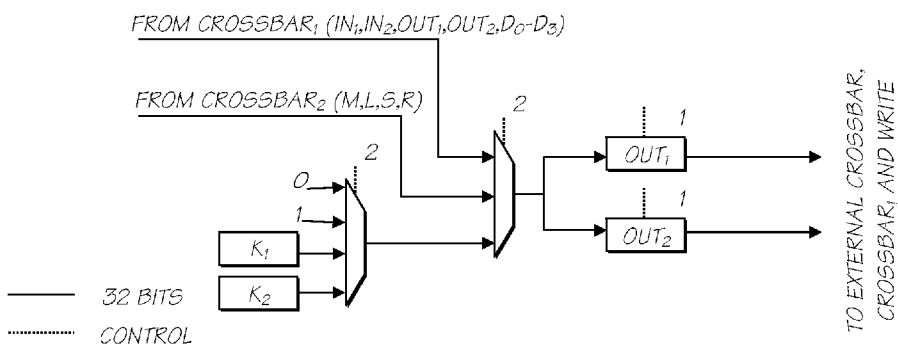 FROM CROSSBAR₁ (IN₁,IN₂,OUT₁,OUT₂,D₀-D₃)
FROM CROSSBAR₂ (M,L,S,R)
2
1
OUT₁
2
0
1
OUT₂
1
K₁
K₂
32 BITS
CONTROL
TO EXTERNAL CROSSBAR,
CROSSBAR₁ AND WRITE